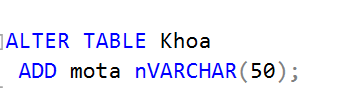 ALTER TABLE Khoa
ADD mota nVARCHAR(50);